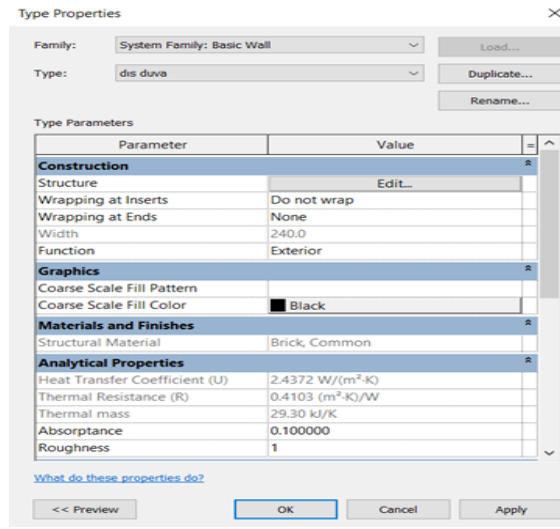 Type Properties
Family: System Family: Basic Wall Load...
Type: dıs duva Duplicate...
Rename...
Type Parameters
Parameter Value =
Construction
Structure Edit...
Wrapping at Inserts Do not wrap
Wrapping at Ends None
Width 240.0
Function Exterior
Graphics
Coarse Scale Fill Pattern
Coarse Scale Fill Color Black
Materials and Finishes
Structural Material Brick, Common
Analytical Properties
Heat Transfer Coefficient (U) 2.4372 W/(m²·K)
Thermal Resistance (R) 0.4103 (m²·K)/W
Thermal mass 29.30 kJ/K
Absorptance 0.100000
Roughness 1
What do these properties do?
<< Preview OK Cancel Apply